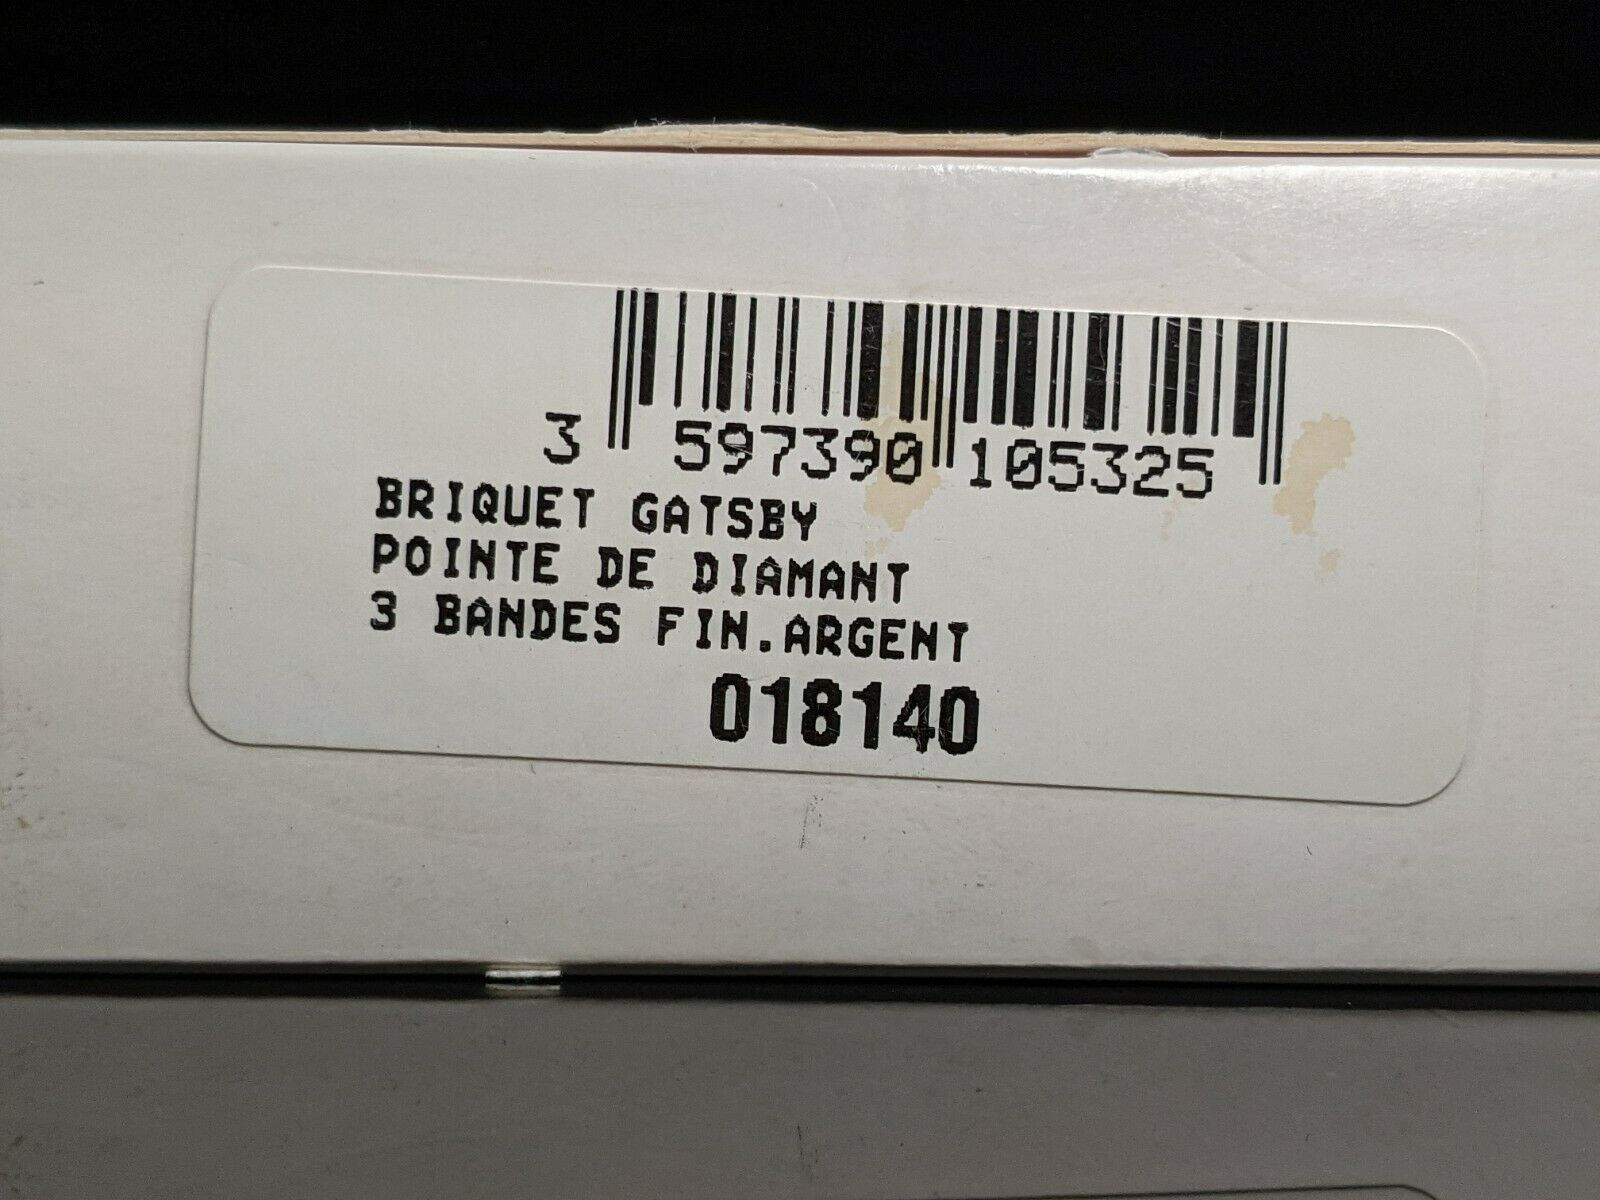 3 597390 105325
BRIQUET GATSBY
POINTE DE DIAMANT
3 BANDES FIN.ARGENT
018140